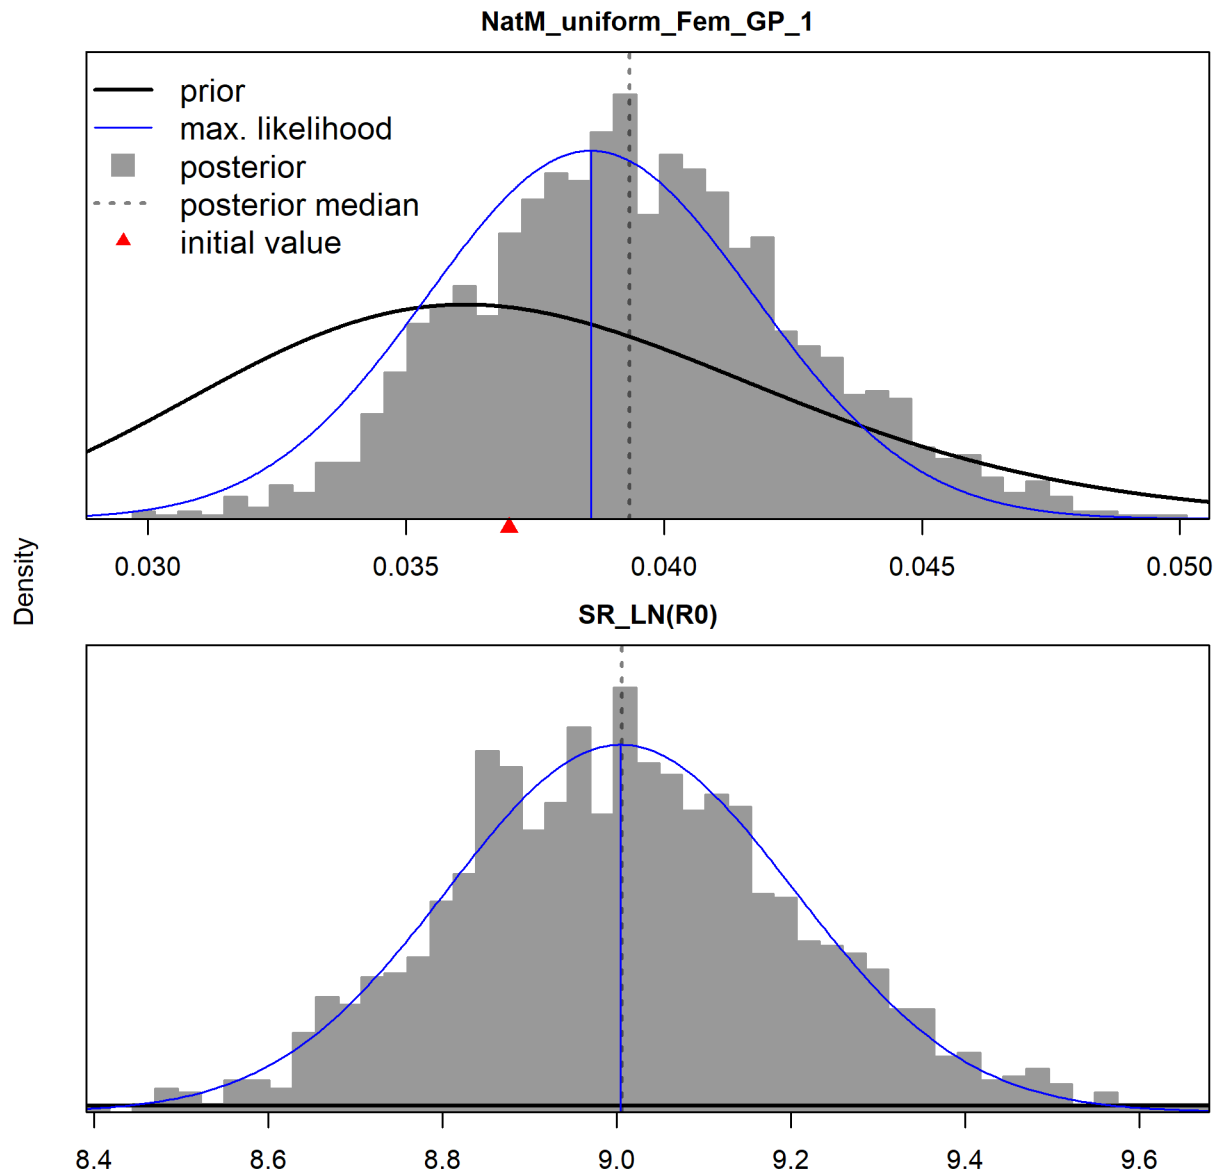 NatM_uniform_Fem_GP_1
prior
max. likelihood
posterior
posterior median
initial value
0.030 0.035 0.040 0.045 0.050
Density
SR_LN(R0)
8.4 8.6 8.8 9.0 9.2 9.4 9.6